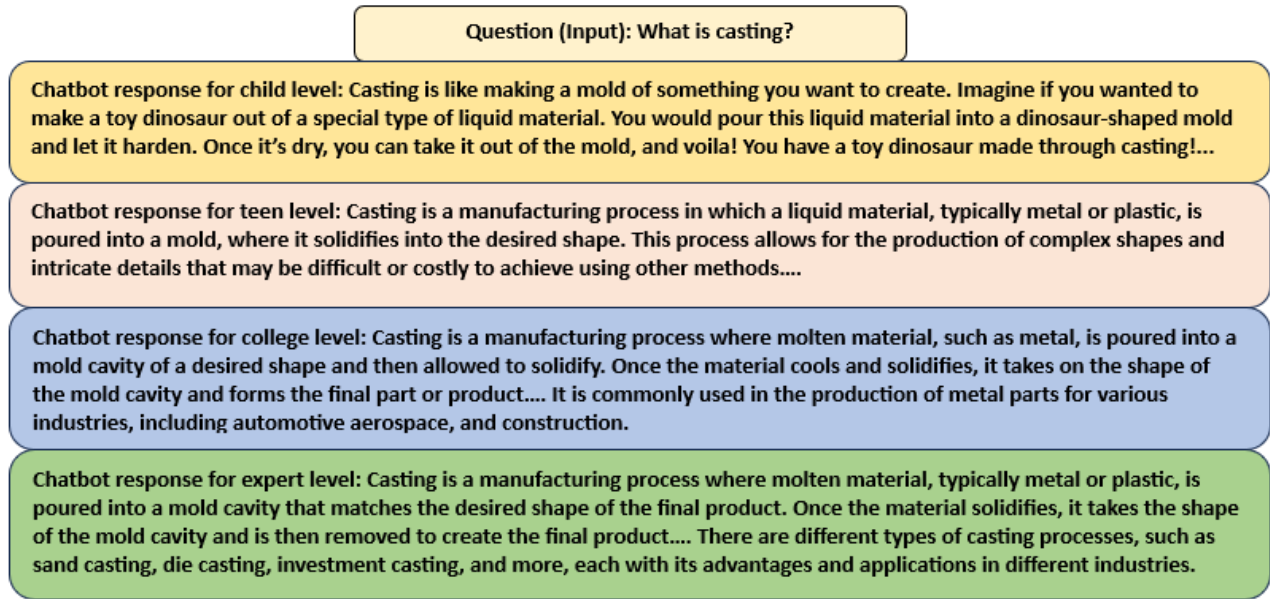 Question (Input): What is casting?
Chatbot response for child level: Casting is like making a mold of something you want to create. Imagine if you wanted to
make a toy dinosaur out of a special type of liquid material. You would pour this liquid material into a dinosaur-shaped mold
and let it harden. Once it’s dry, you can take it out of the mold, and voila! You have a toy dinosaur made through casting!...
Chatbot response for teen level: Casting is a manufacturing process in which a liquid material, typically metal or plastic, is
poured into a mold, where it solidifies into the desired shape. This process allows for the production of complex shapes and
intricate details that may be difficult or costly to achieve using other methods....
Chatbot response for college level: Casting is a manufacturing process where molten material, such as metal, is poured into a
mold cavity of a desired shape and then allowed to solidify. Once the material cools and solidifies, it takes on the shape of
the mold cavity and forms the final part or product.... It is commonly used in the production of metal parts for various
industries, including automotive aerospace, and construction.
Chatbot response for expert level: Casting is a manufacturing process where molten material, typically metal or plastic, is
poured into a mold cavity that matches the desired shape of the final product. Once the material solidifies, it takes the shape
of the mold cavity and is then removed to create the final product.... There are different types of casting processes, such as
sand casting, die casting, investment casting, and more, each with its advantages and applications in different industries.